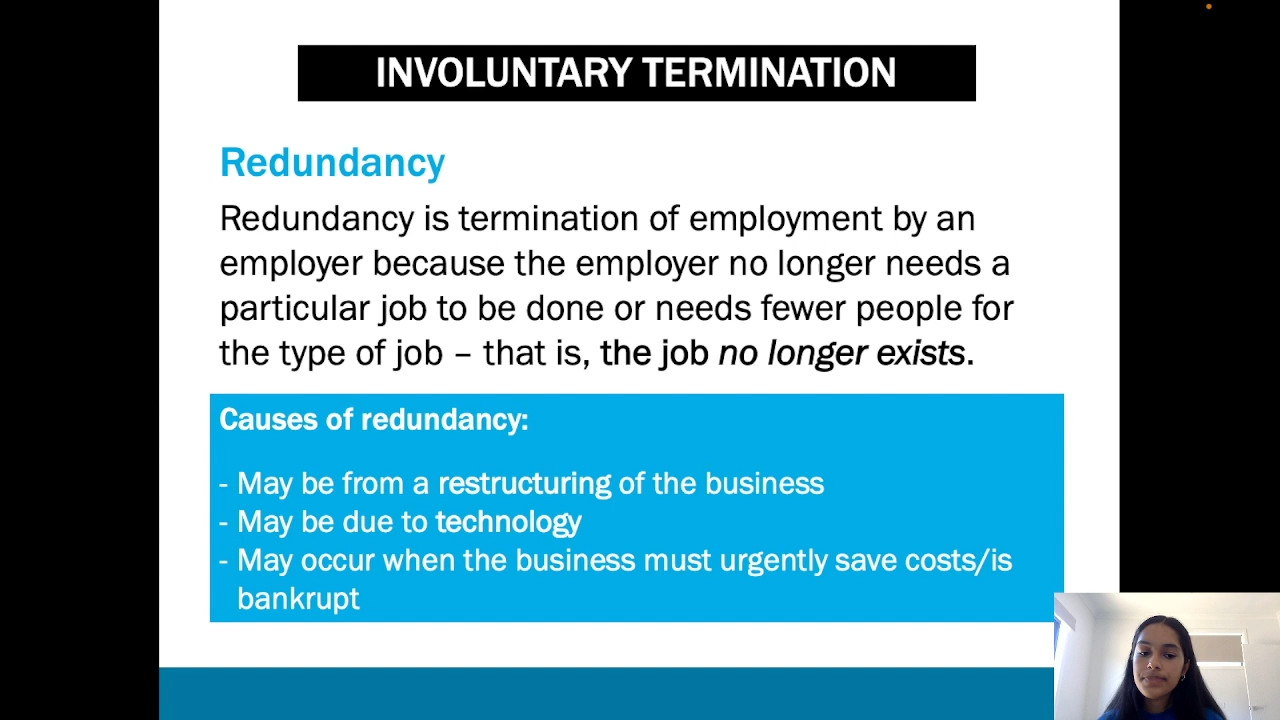 INVOLUNTARY TERMINATION
Redundancy
Redundancy is termination of employment by an
employer because the employer no longer needs a
particular job to be done or needs fewer people for
the type of job – that is, the job no longer exists.
Causes of redundancy:
- May be from a restructuring of the business
- May be due to technology
- May occur when the business must urgently save costs/is
bankrupt